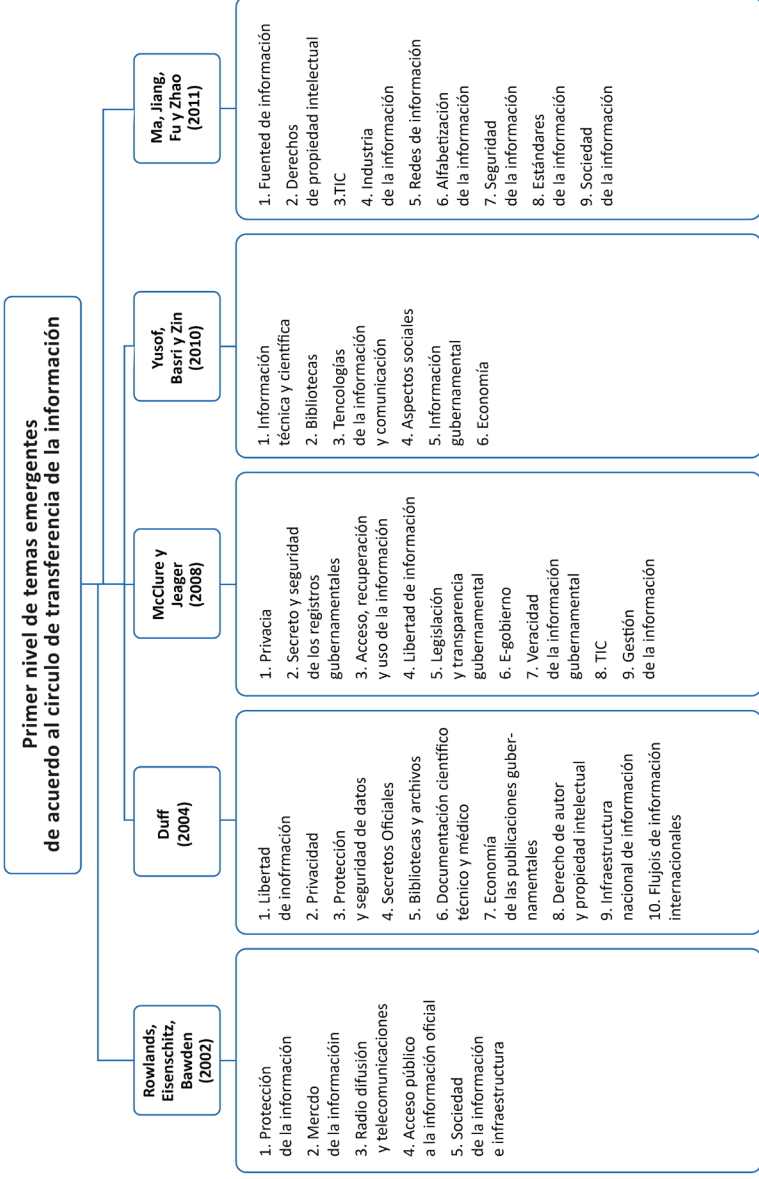 Primer nivel de temas emergentes
de acuerdo al circulo de transferencia de la información
Rowlands,
Eisenschitz,
Bawden
(2002)
1. Protección
de la información
2. Mercdo
de la informacióin
3. Radio difusión
y telecomunicaciones
4. Acceso público
a la información oficial
5. Sociedad
de la información
e infraestructura
Duff
(2004)
1. Libertad
de inofrmación
2. Privacidad
3. Protección
y seguridad de datos
4. Secretos Oficiales
5. Bibliotecas y archivos
6. Documentación científico
técnico y médico
7. Economía
de las publicaciones guber-
namentales
8. Derecho de autor
y propiedad intelectual
9. Infraestructura
nacional de información
10. Flujois de información
internacionales
McClure y
Jeager
(2008)
1. Privacia
2. Secreto y seguridad
de los registros
gubernamentales
3. Acceso, recuperación
y uso de la información
4. Libertad de información
5. Legislación
y transparencia
gubernamental
6. E-gobierno
7. Veracidad
de la información
gubernamental
8. TIC
9. Gestión
de la información
Yusof,
Basri y Zin
(2010)
1. Información
técnica y científica
2. Bibliotecas
3. Tencologías
de la información
y comunicación
4. Aspectos sociales
5. Información
gubernamental
6. Economía
Ma, Jiang,
Fu y Zhao
(2011)
1. Fuented de información
2. Derechos
de propiedad intelectual
3.TIC
4. Industria
de la información
5. Redes de información
6. Alfabetización
de la información
7. Seguridad
de la información
8. Estándares
de la información
9. Sociedad
de la información